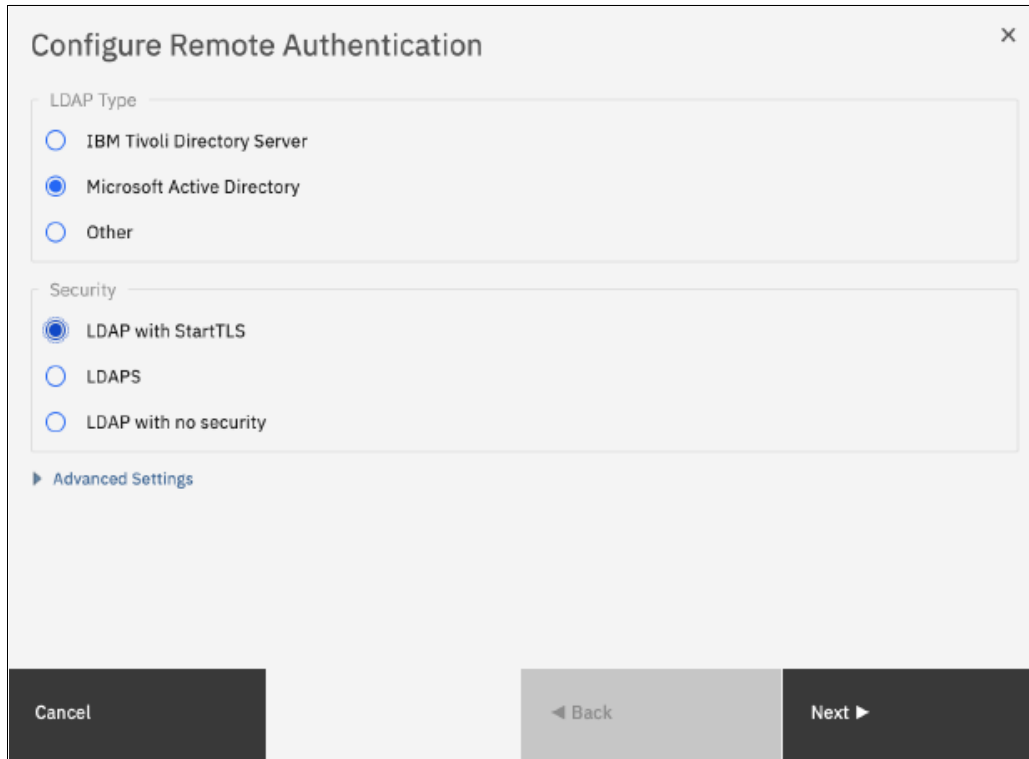 Configure Remote Authentication
LDAP Type
IBM Tivoli Directory Server
Microsoft Active Directory
Other
Security
LDAP with StartTLS
LDAPS
LDAP with no security
Advanced Settings
Cancel
Back
Next